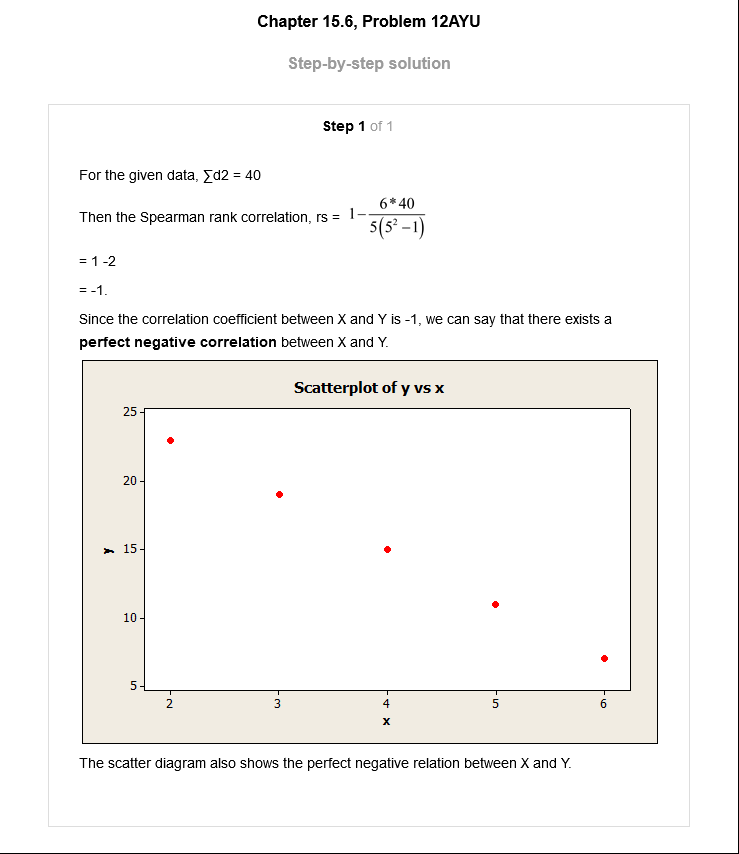 Chapter 15.6, Problem 12AYU
Step-by-step solution
Step 1 of 1
For the given data, ∑d2 = 40
Then the Spearman rank correlation, rs = 1 − 6*40 / 5(5² − 1)
= 1 -2
= -1.
Since the correlation coefficient between X and Y is -1, we can say that there exists a
perfect negative correlation between X and Y.
Scatterplot of y vs x
25
20
15
10
5
y
2 3 4 5 6
x
The scatter diagram also shows the perfect negative relation between X and Y.